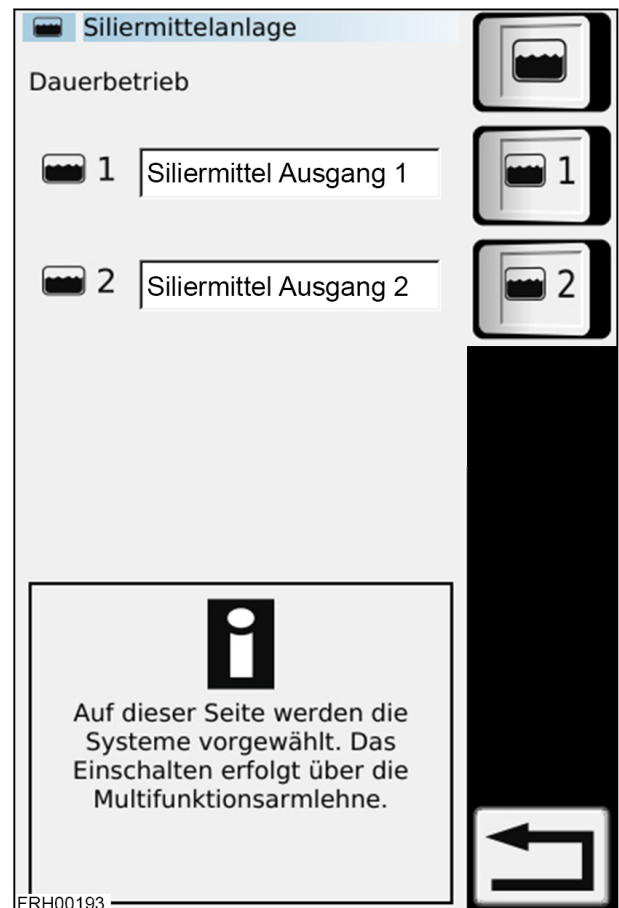 Siliermittelanlage
Dauerbetrieb
1 Siliermittel Ausgang 1
1
2 Siliermittel Ausgang 2
2
Auf dieser Seite werden die
Systeme vorgewählt. Das
Einschalten erfolgt über die
Multifunktionsarmlehne.
ERH00193